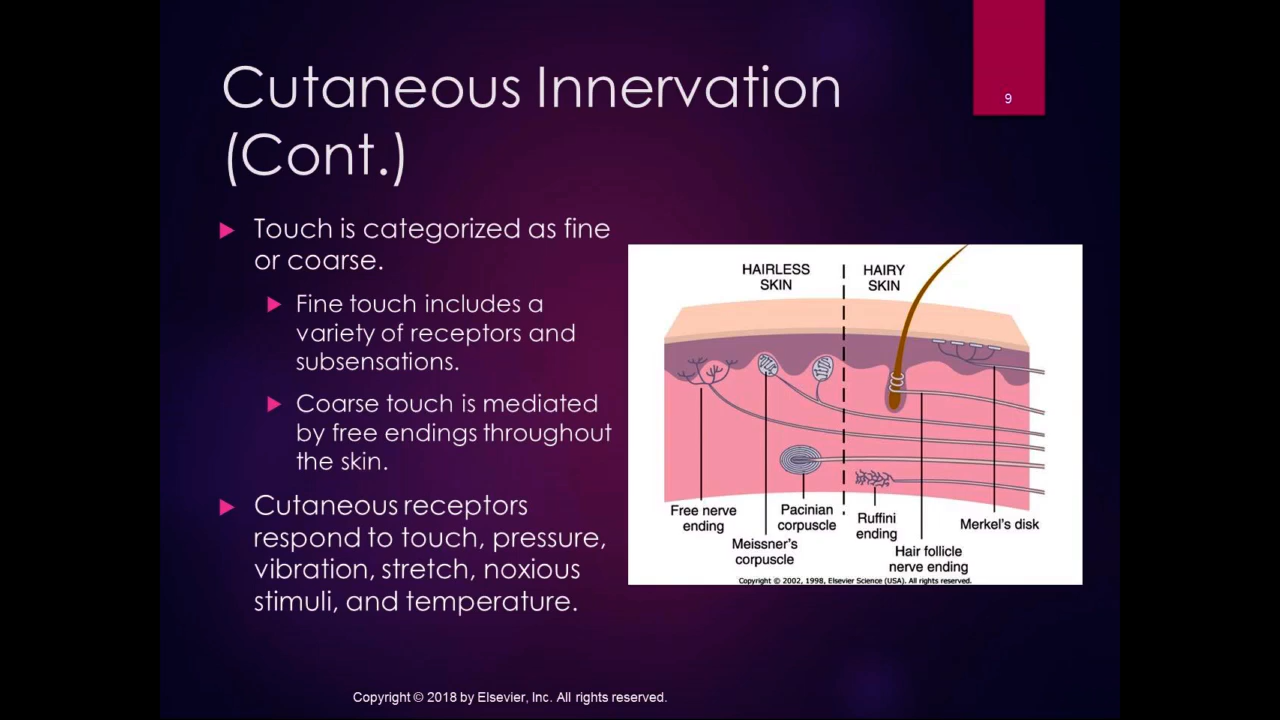 Cutaneous Innervation
(Cont.)
9
Touch is categorized as fine
or coarse.
Fine touch includes a
variety of receptors and
subsensations.
Coarse touch is mediated
by free endings throughout
the skin.
Cutaneous receptors
respond to touch, pressure,
vibration, stretch, noxious
stimuli, and temperature.
HAIRLESS
SKIN
HAIRY
SKIN
Free nerve
ending
Meissner's
corpuscle
Pacinian
corpuscle
Ruffini
ending
Hair follicle
nerve ending
Merkel's disk
Copyright © 2002, 1998, Elsevier Science (USA). All rights reserved.
Copyright © 2018 by Elsevier, Inc. All rights reserved.